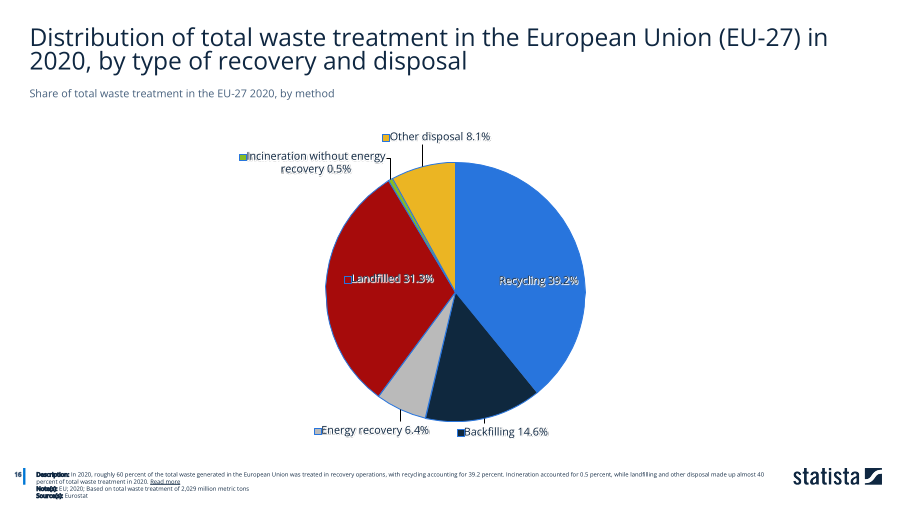 Distribution of total waste treatment in the European Union (EU-27) in
2020, by type of recovery and disposal
Share of total waste treatment in the EU-27 2020, by method
Other disposal 8.1%
Incineration without energy
recovery 0.5%
Landfilled 31.3%
Recycling 39.2%
Energy recovery 6.4%
Backfilling 14.6%
16
Description: In 2020, roughly 60 percent of the total waste generated in the European Union was treated in recovery operations, with recycling accounting for 39.2 percent. Incineration accounted for 0.5 percent, while landfilling and other disposal made up almost 40
percent of total waste treatment in 2020. Read more
Note(s): EU; 2020; Based on total waste treatment of 2,029 million metric tons
Source(s): Eurostat
statista